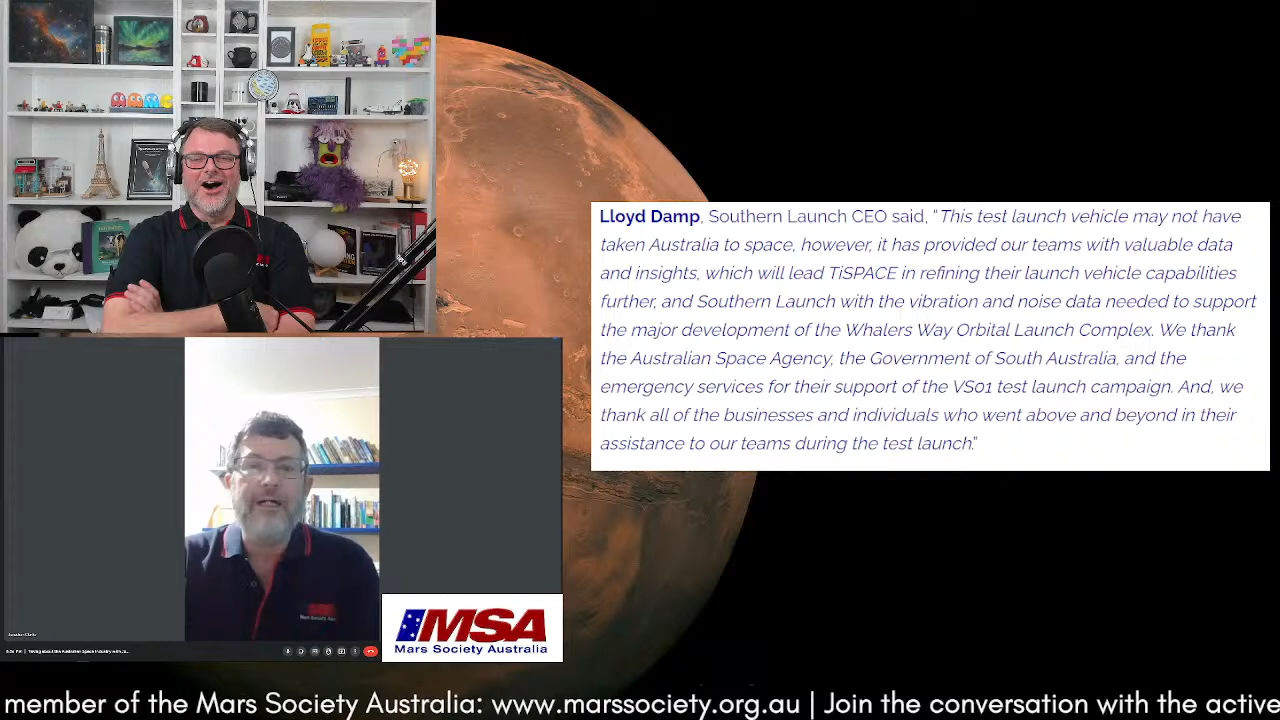 Lloyd Damp, Southern Launch CEO said, “This test launch vehicle may not have
taken Australia to space, however, it has provided our teams with valuable data
and insights, which will lead TiSPACE in refining their launch vehicle capabilities
further, and Southern Launch with the vibration and noise data needed to support
the major development of the Whalers Way Orbital Launch Complex. We thank
the Australian Space Agency, the Government of South Australia, and the
emergency services for their support of the VS01 test launch campaign. And, we
thank all of the businesses and individuals who went above and beyond in their
assistance to our teams during the test launch.”
MSA
Mars Society Australia
member of the Mars Society Australia: www.marssociety.org.au | Join the conversation with the active